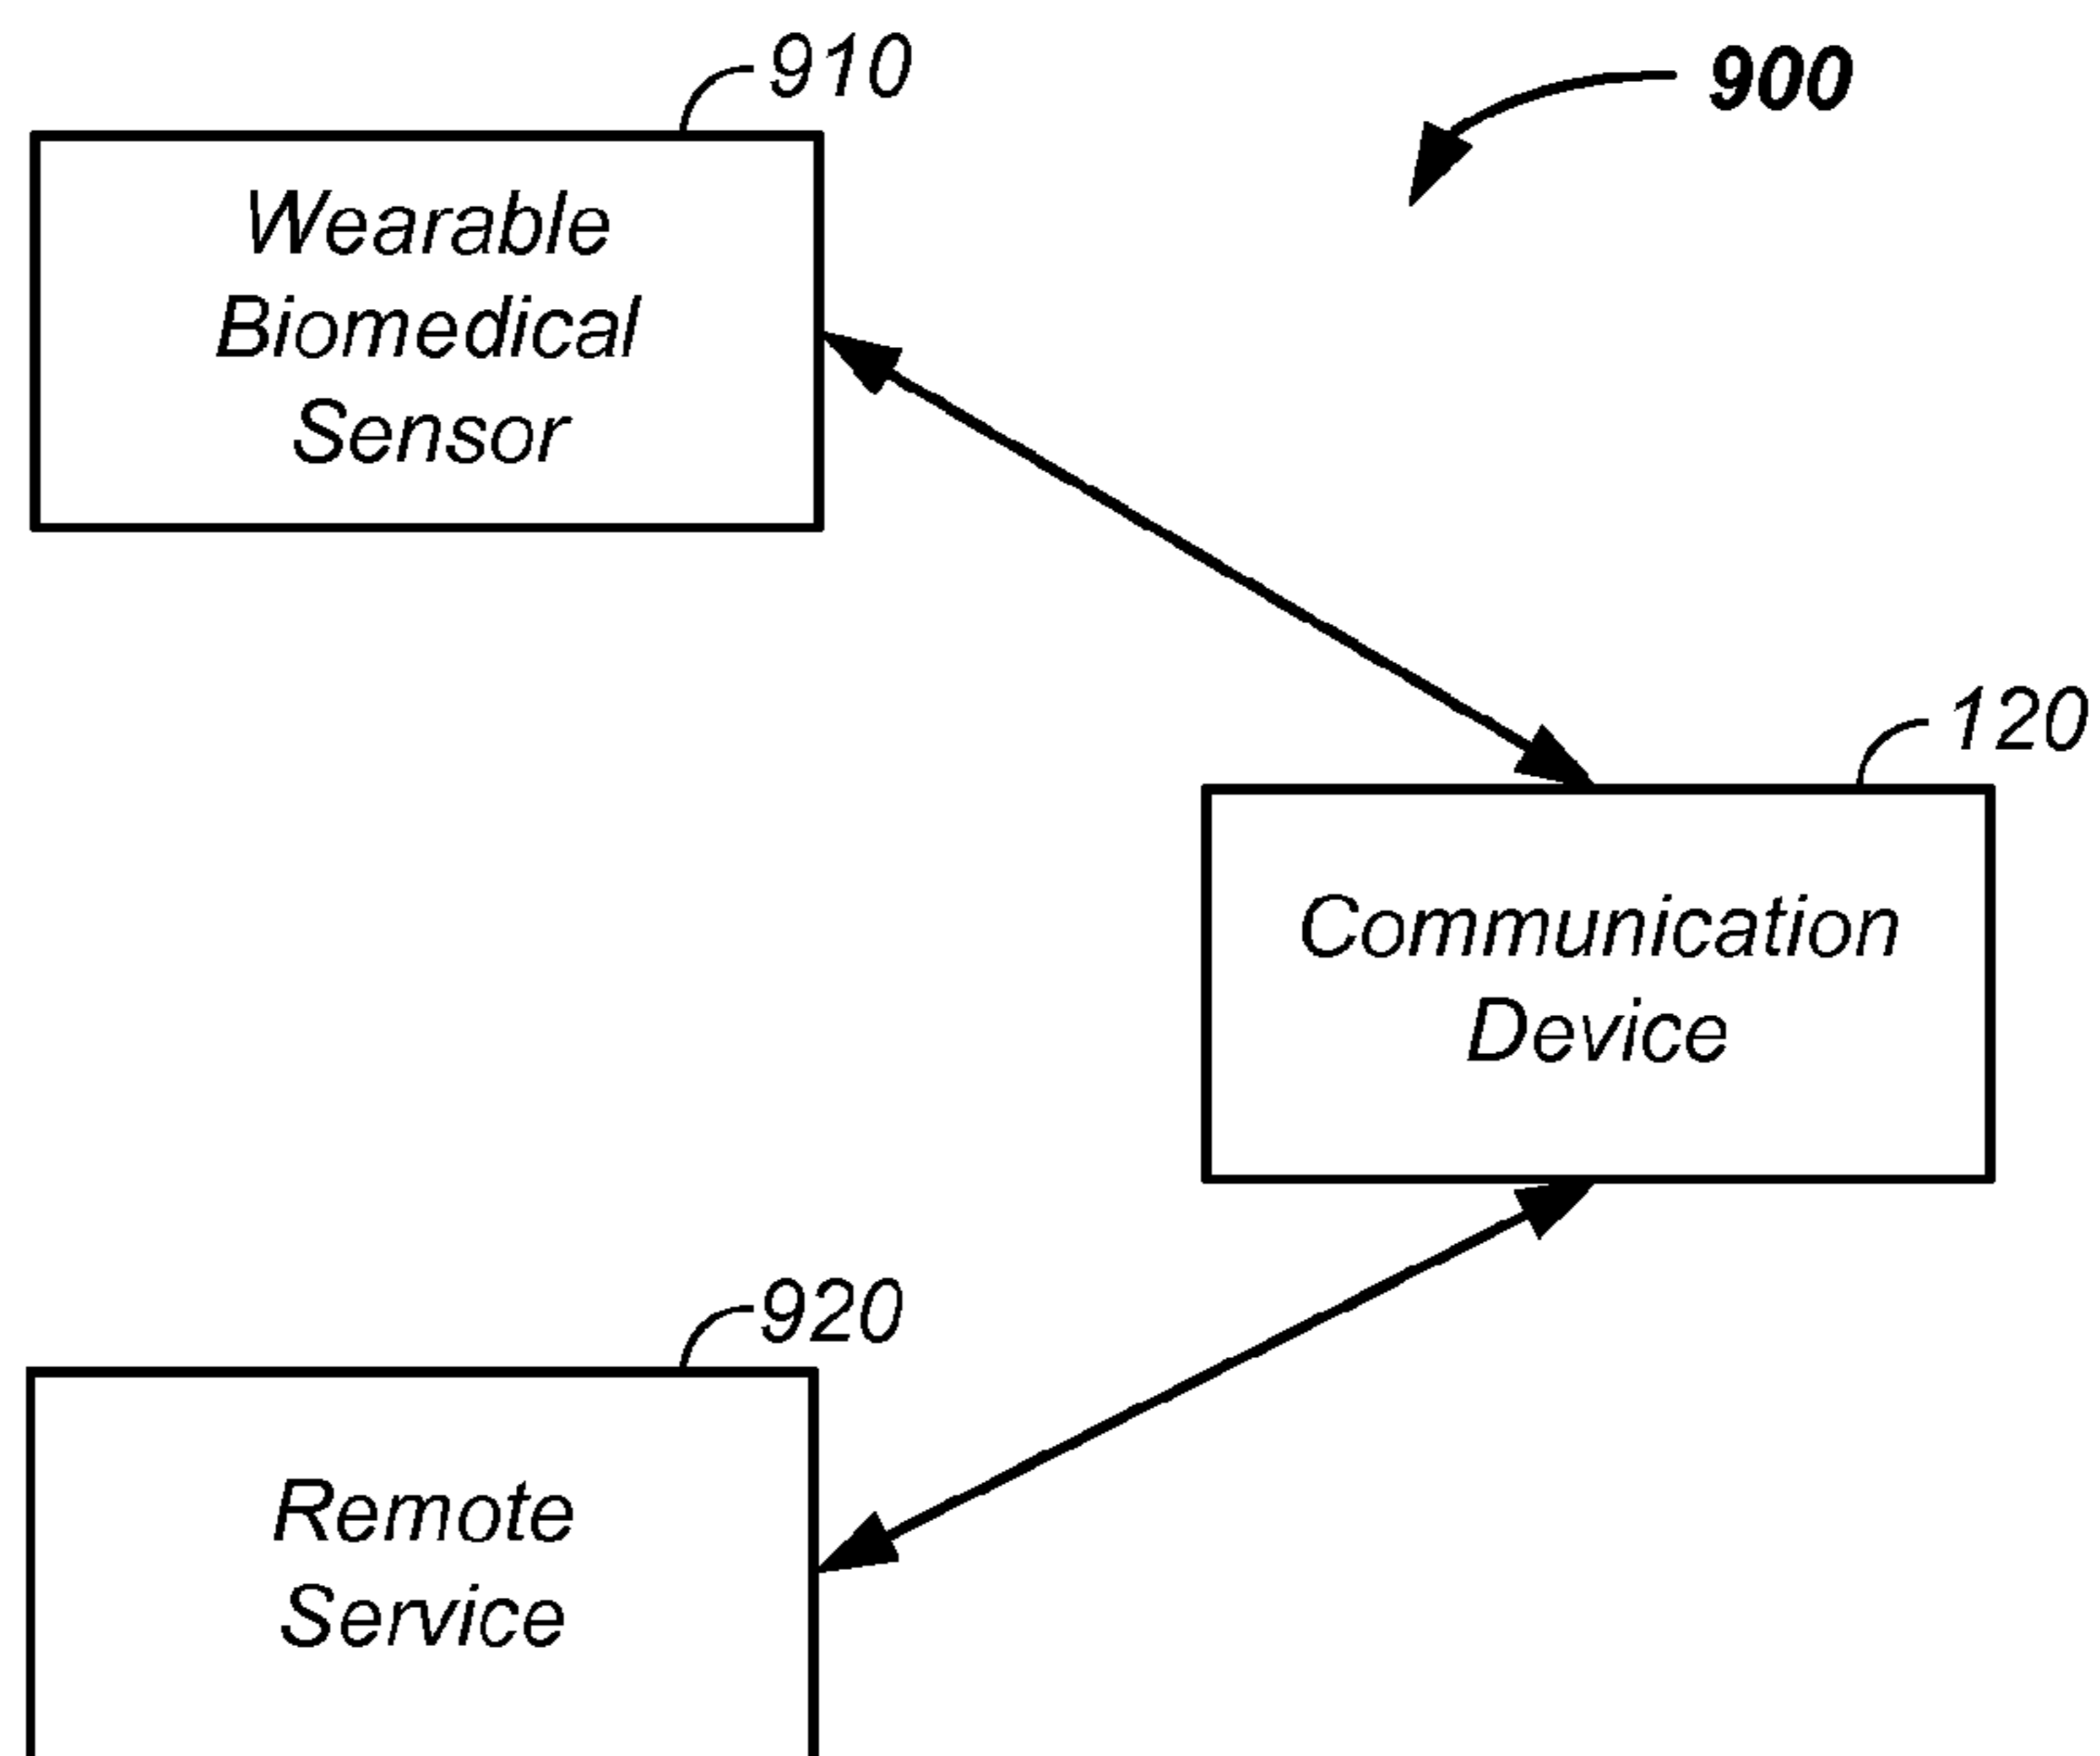 910
900
Wearable
Biomedical
Sensor
120
Communication
Device
920
Remote
Service